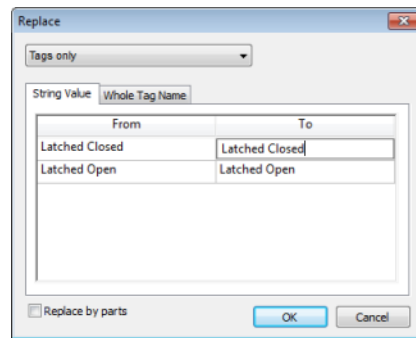 Replace
Tags only
String Value Whole Tag Name
From To
Latched Closed Latched Closed
Latched Open Latched Open
Replace by parts OK Cancel